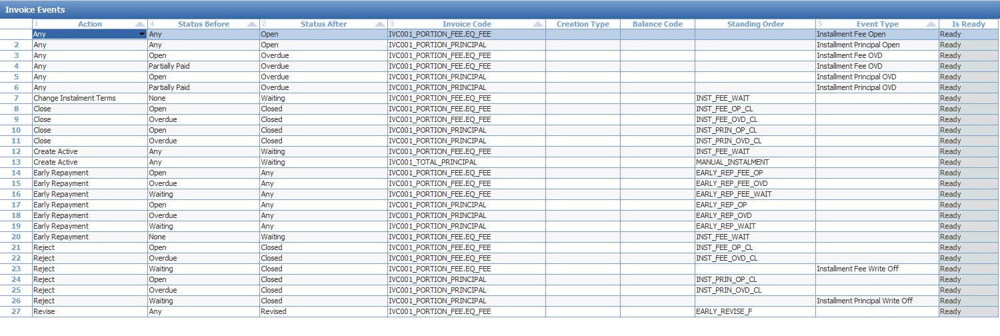 Invoice Events
1 Action 4 Status Before 2 Status After 3 Invoice Code Creation Type Balance Code Standing Order 5 Event Type Is Ready
Any Any Open IVC001_PORTION_FEE.EQ_FEE Installment Fee Open Ready
2 Any Any Open IVC001_PORTION_PRINCIPAL Installment Principal Open Ready
3 Any Open Overdue IVC001_PORTION_FEE.EQ_FEE Installment Fee OVD Ready
4 Any Partially Paid Overdue IVC001_PORTION_FEE.EQ_FEE Installment Fee OVD Ready
5 Any Open Overdue IVC001_PORTION_PRINCIPAL Installment Principal OVD Ready
6 Any Partially Paid Overdue IVC001_PORTION_PRINCIPAL Installment Principal OVD Ready
7 Change Instalment Terms None Waiting IVC001_PORTION_FEE.EQ_FEE INST_FEE_WAIT Ready
8 Close Open Closed IVC001_PORTION_FEE.EQ_FEE INST_FEE_OP_CL Ready
9 Close Overdue Closed IVC001_PORTION_FEE.EQ_FEE INST_FEE_OVD_CL Ready
10 Close Open Closed IVC001_PORTION_PRINCIPAL INST_PRIN_OP_CL Ready
11 Close Overdue Closed IVC001_PORTION_PRINCIPAL INST_PRIN_OVD_CL Ready
12 Create Active Any Waiting IVC001_PORTION_FEE.EQ_FEE INST_FEE_WAIT Ready
13 Create Active Any Waiting IVC001_TOTAL_PRINCIPAL MANUAL_INSTALMENT Ready
14 Early Repayment Open Any IVC001_PORTION_FEE.EQ_FEE EARLY_REP_FEE_OP Ready
15 Early Repayment Overdue Any IVC001_PORTION_FEE.EQ_FEE EARLY_REP_FEE_OVD Ready
16 Early Repayment Waiting Any IVC001_PORTION_FEE.EQ_FEE EARLY_REP_FEE_WAIT Ready
17 Early Repayment Open Any IVC001_PORTION_PRINCIPAL EARLY_REP_OP Ready
18 Early Repayment Overdue Any IVC001_PORTION_PRINCIPAL EARLY_REP_OVD Ready
19 Early Repayment Waiting Any IVC001_PORTION_PRINCIPAL EARLY_REP_WAIT Ready
20 Early Repayment None Waiting IVC001_PORTION_FEE.EQ_FEE INST_FEE_WAIT Ready
21 Reject Open Closed IVC001_PORTION_FEE.EQ_FEE INST_FEE_OP_CL Ready
22 Reject Overdue Closed IVC001_PORTION_FEE.EQ_FEE INST_FEE_OVD_CL Ready
23 Reject Waiting Closed IVC001_PORTION_FEE.EQ_FEE Installment Fee Write Off Ready
24 Reject Open Closed IVC001_PORTION_PRINCIPAL INST_PRIN_OP_CL Ready
25 Reject Overdue Closed IVC001_PORTION_PRINCIPAL INST_PRIN_OVD_CL Ready
26 Reject Waiting Closed IVC001_PORTION_PRINCIPAL Installment Principal Write Off Ready
27 Revise Any Revised IVC001_PORTION_FEE.EQ_FEE EARLY_REVISE_F Ready